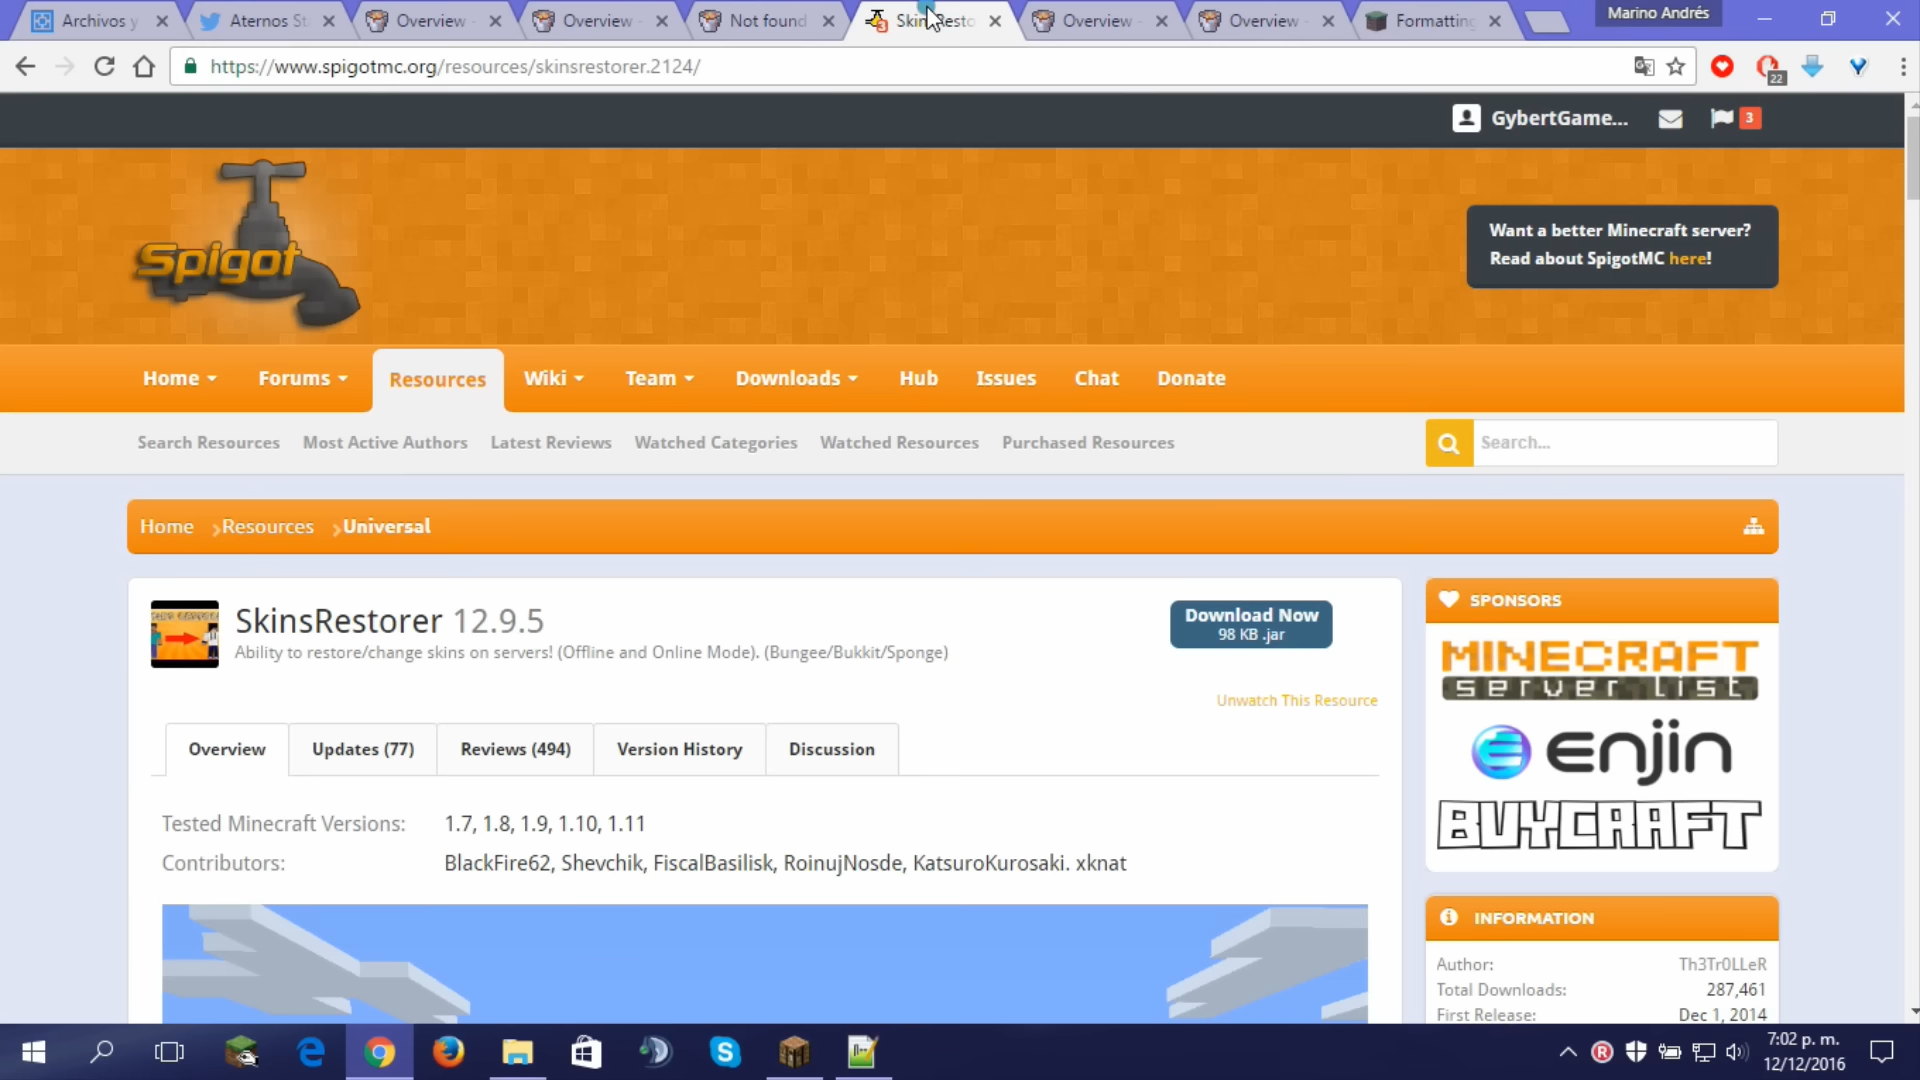 Archivos y
Aternos St
Overview -
Overview -
Not found
Skin Resto
Overview -
Overview -
Formatting
Marino Andrés
https://www.spigotmc.org/resources/skinsrestorer.2124/
22
GybertGame...
3
Spigot
Want a better Minecraft server?
Read about SpigotMC here!
Home
Forums
Resources
Wiki
Team
Downloads
Hub
Issues
Chat
Donate
Search Resources
Most Active Authors
Latest Reviews
Watched Categories
Watched Resources
Purchased Resources
Search...
Home
Resources
Universal
SkinsRestorer 12.9.5
Ability to restore/change skins on servers! (Offline and Online Mode). (Bungee/Bukkit/Sponge)
Download Now
98 KB .jar
Unwatch This Resource
Overview
Updates (77)
Reviews (494)
Version History
Discussion
Tested Minecraft Versions: 1.7, 1.8, 1.9, 1.10, 1.11
Contributors: BlackFire62, Shevchik, FiscalBasilisk, RoinujNosde, KatsuroKurosaki. xknat
SPONSORS
MINECRAFT
server list
enjin
BUYCRAFT
INFORMATION
Author: Th3Tr0LLeR
Total Downloads: 287,461
First Release: Dec 1, 2014
7:02 p. m.
12/12/2016